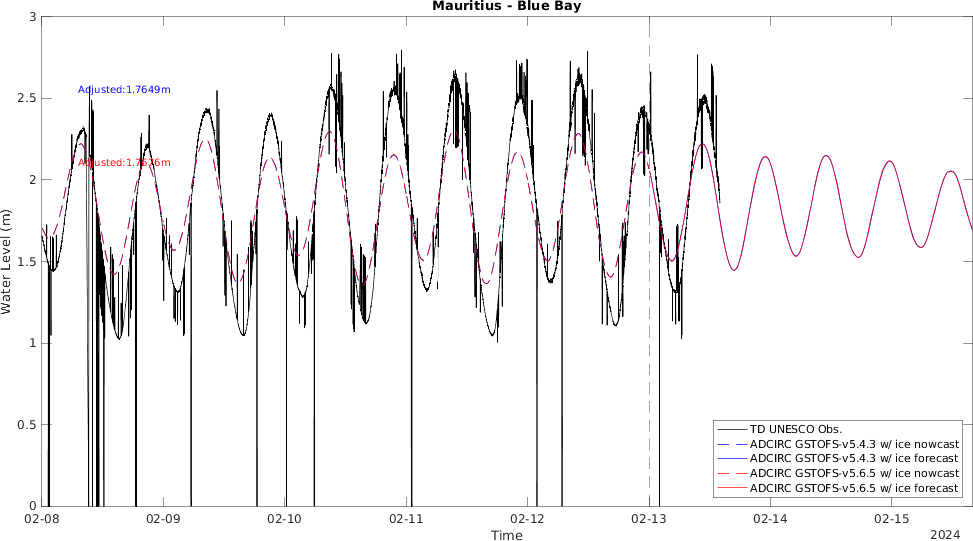 Mauritius - Blue Bay
3
2.5
2
1.5
1
0.5
0
Water Level (m)
Adjusted:1.7649m
02-08
02-09
02-10
02-11
02-12
02-13
02-14
02-15
Time
2024
TD UNESCO Obs.
ADCIRC GSTOFS-v5.4.3 w/ ice nowcast
ADCIRC GSTOFS-v5.4.3 w/ ice forecast
ADCIRC GSTOFS-v5.6.5 w/ ice nowcast
ADCIRC GSTOFS-v5.6.5 w/ ice forecast